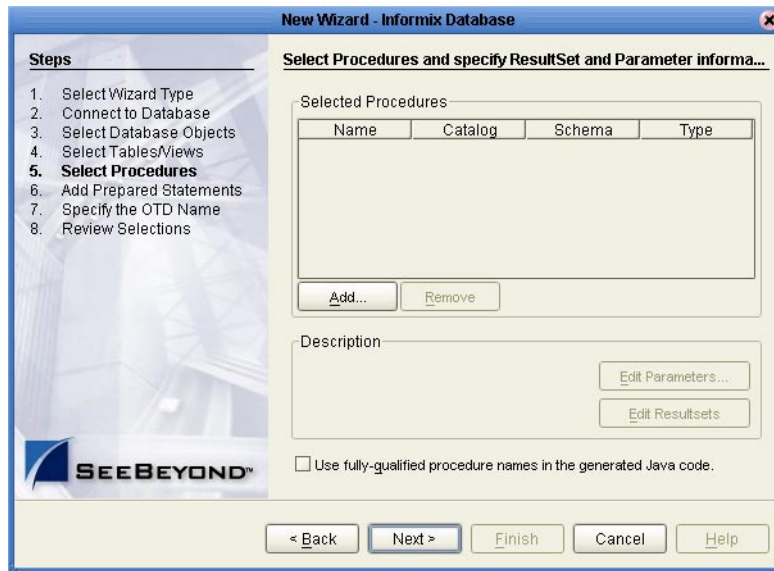 New Wizard - Informix Database
Steps
1. Select Wizard Type
2. Connect to Database
3. Select Database Objects
4. Select Tables/Views
5. Select Procedures
6. Add Prepared Statements
7. Specify the OTD Name
8. Review Selections
SEEBEYOND™
Select Procedures and specify ResultSet and Parameter informa...
Selected Procedures
Name Catalog Schema Type
Add... Remove
Description
Edit Parameters...
Edit Resultsets
Use fully-qualified procedure names in the generated Java code.
< Back Next > Finish Cancel Help